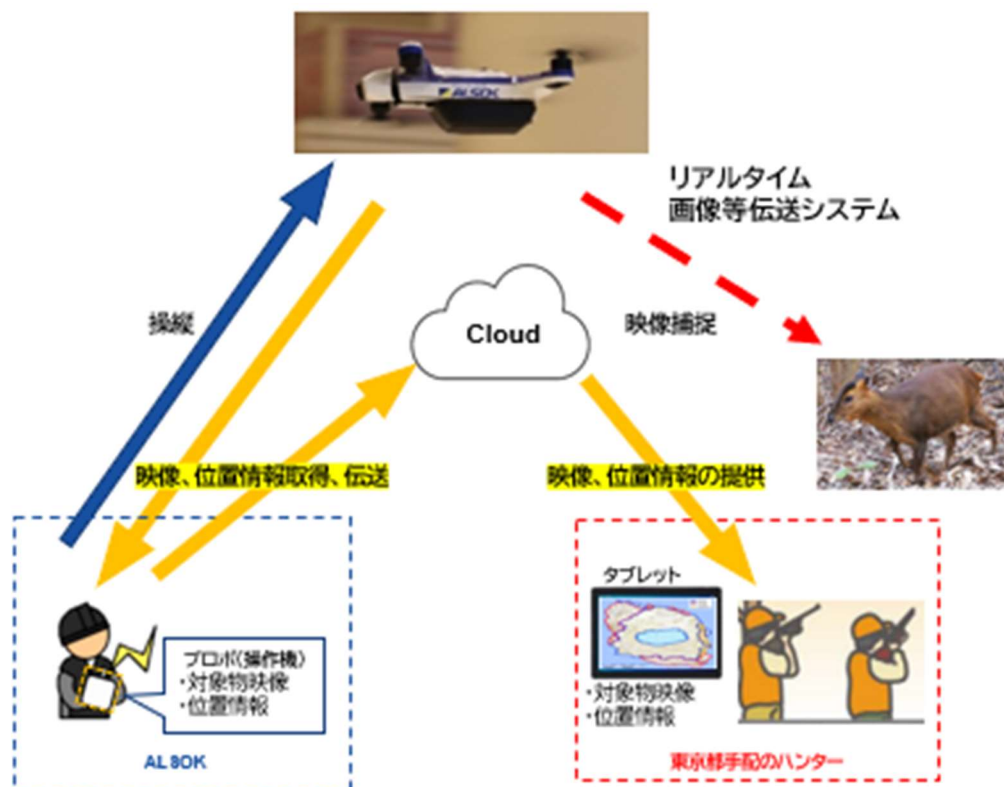 ALSOK
リアルタイム
画像等伝送システム
操縦
Cloud
映像捕捉
映像、位置情報取得、伝送
映像、位置情報の提供
プロポ(操作機)
・対象物映像
・位置情報
ALSOK
タブレット
・対象物映像
・位置情報
東京都手配のハンター